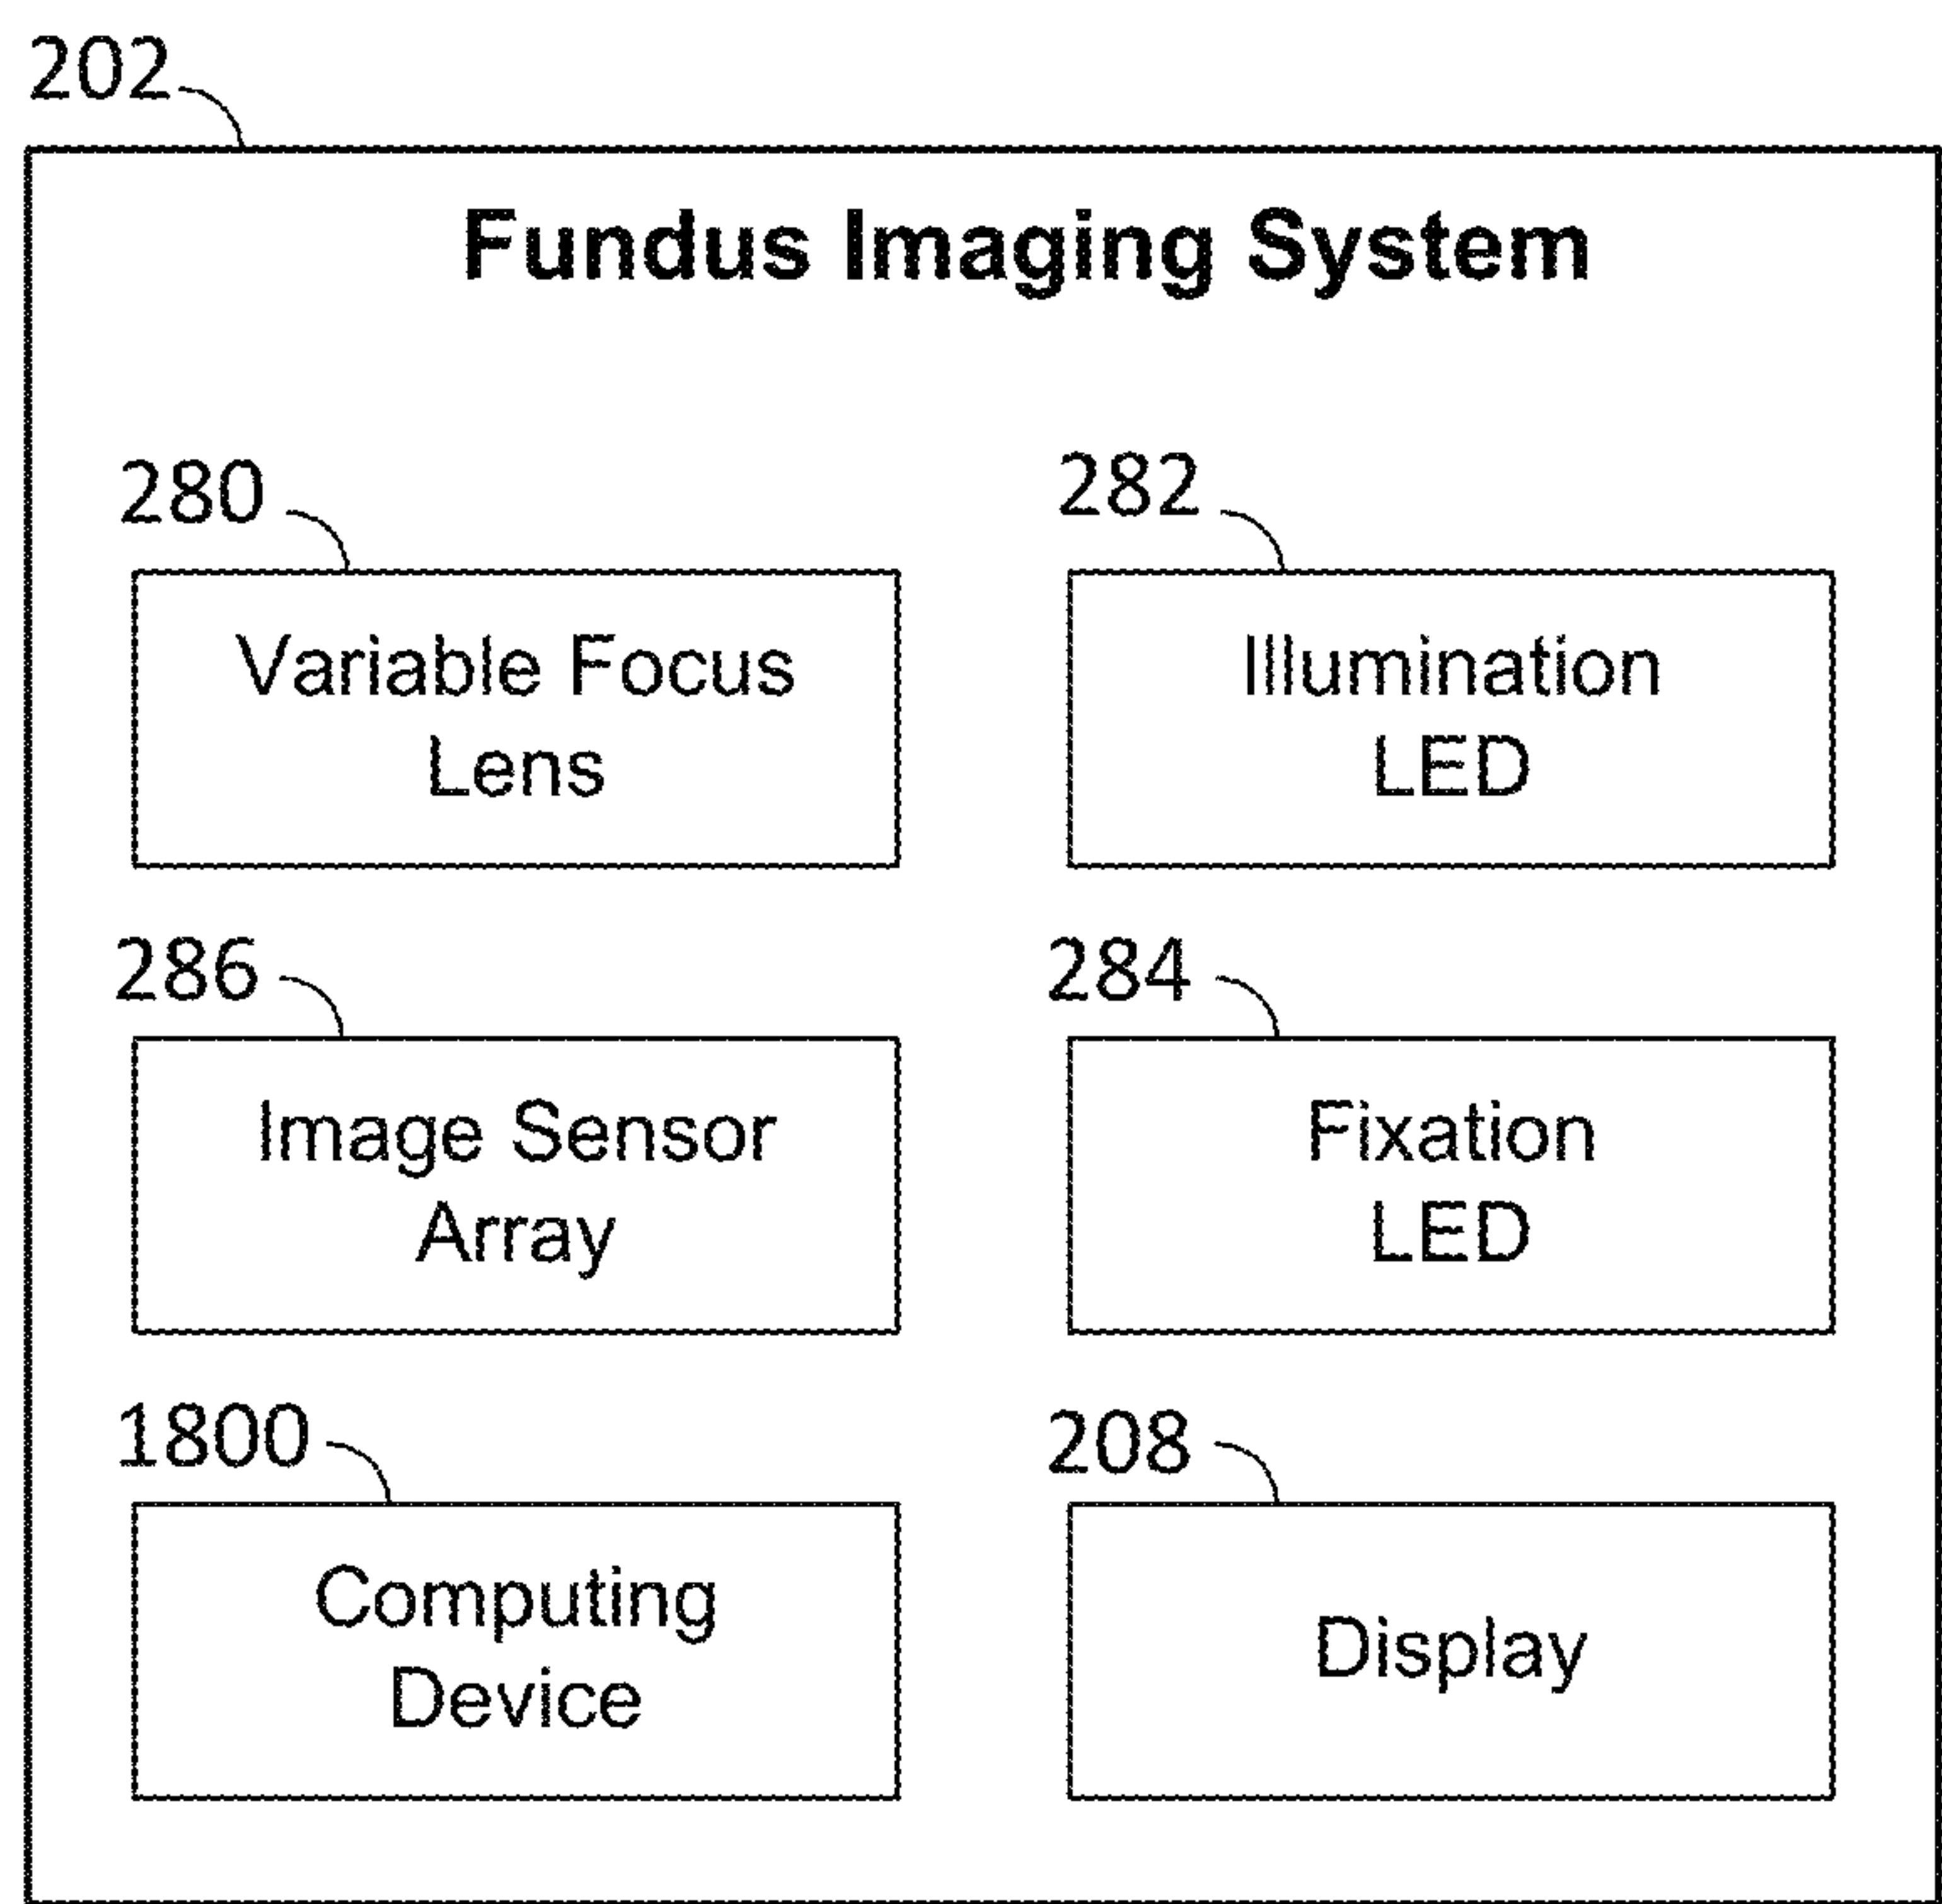 202
Fundus Imaging System
280
Variable Focus
Lens
282
Illumination
LED
286
Image Sensor
Array
284
Fixation
LED
1800
Computing
Device
208
Display